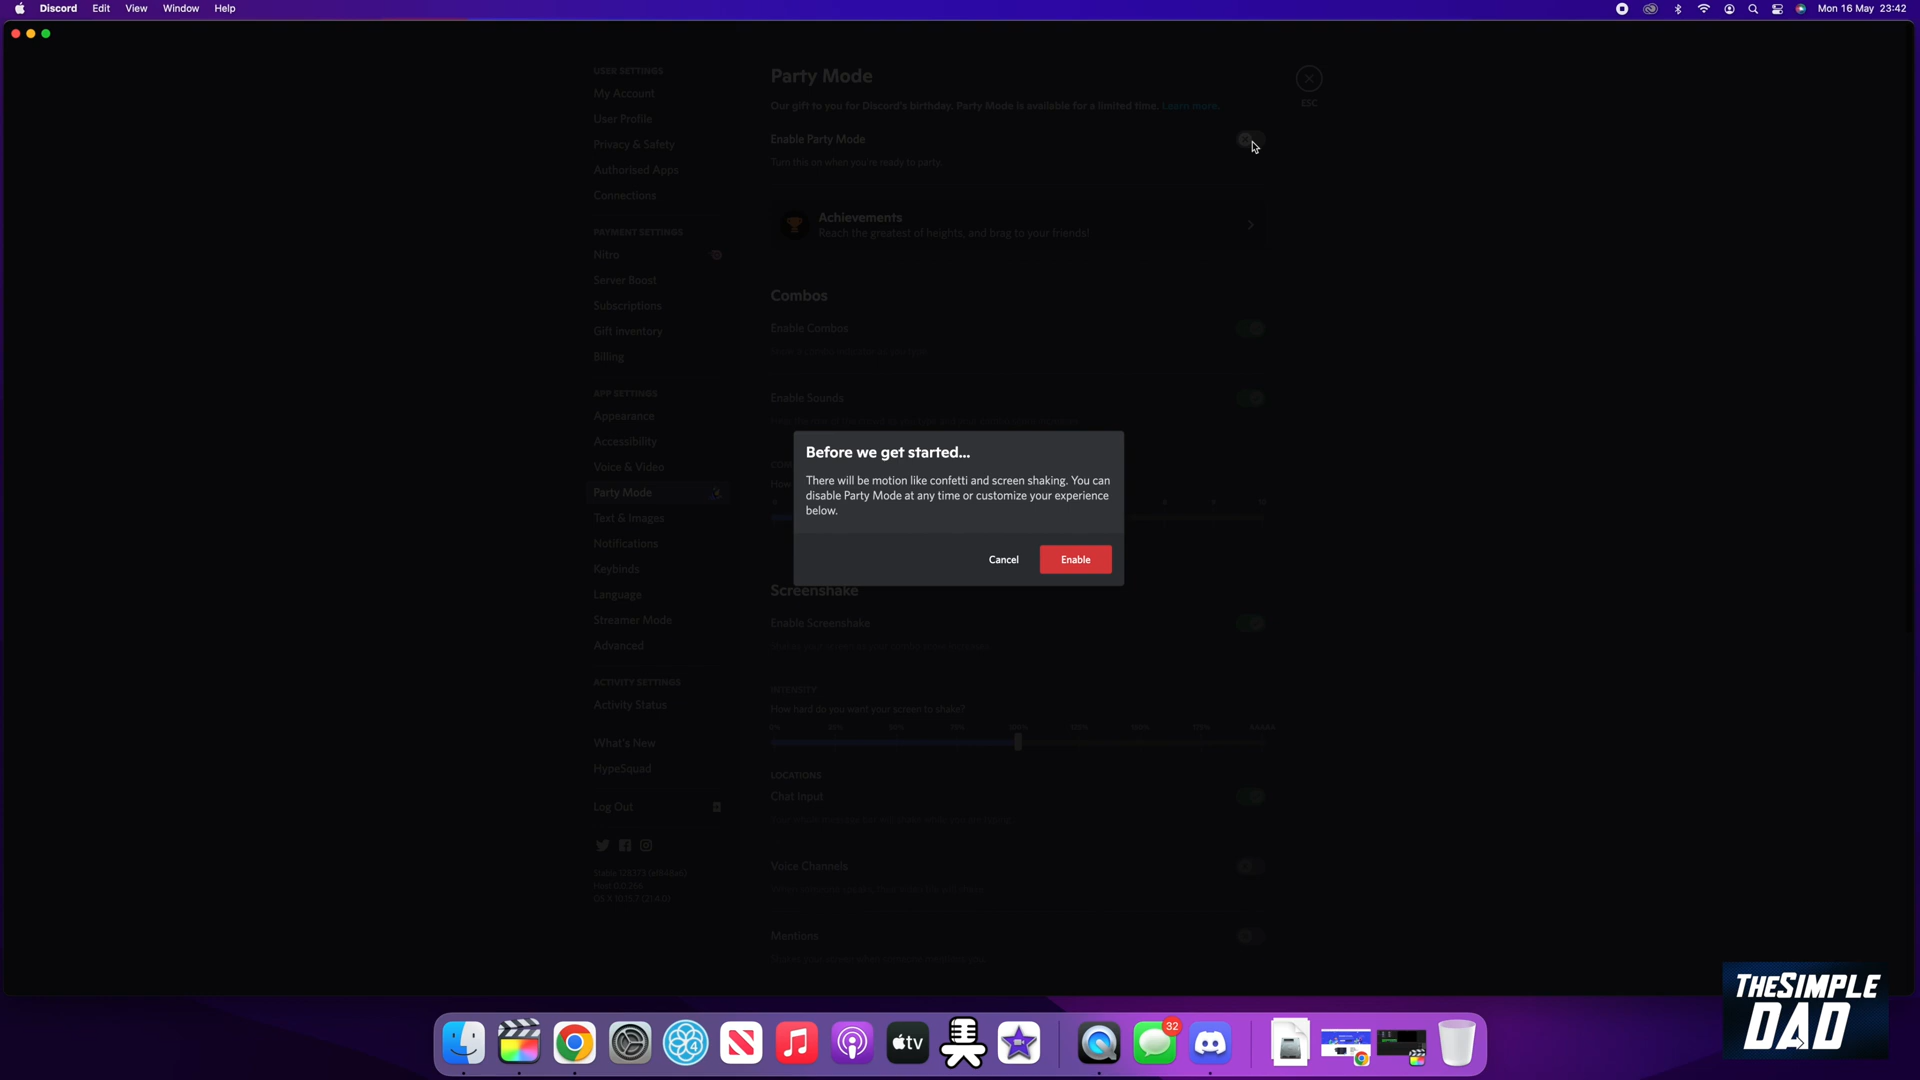 Discord Edit View Window Help
Mon 16 May 23:42
USER SETTINGS
My Account
User Profile
Privacy & Safety
Authorised Apps
Connections
PAYMENT SETTINGS
Nitro
Server Boost
Subscriptions
Gift Inventory
Billing
APP SETTINGS
Appearance
Accessibility
Voice & Video
Party Mode
Text & Images
Notifications
Keybinds
Language
Streamer Mode
Advanced
ACTIVITY SETTINGS
Activity Status
What's New
HypeSquad
Log Out
Party Mode
ESC
Our gift to you for Discord's birthday. Party Mode is available for a limited time. Learn more.
Enable Party Mode
Turn this on when you're ready to party.
Achievements
Reach the greatest of heights, and brag to your friends!
Combos
Enable Combos
Enable Sounds
Before we get started...
There will be motion like confetti and screen shaking. You can
disable Party Mode at any time or customize your experience
below.
Cancel
Enable
Screenshake
Enable Screenshake
INTENSITY
How hard do you want your screen to shake?
LOCATIONS
Chat Input
Voice Channels
Mentions
tv
32
THE SIMPLE
DAD